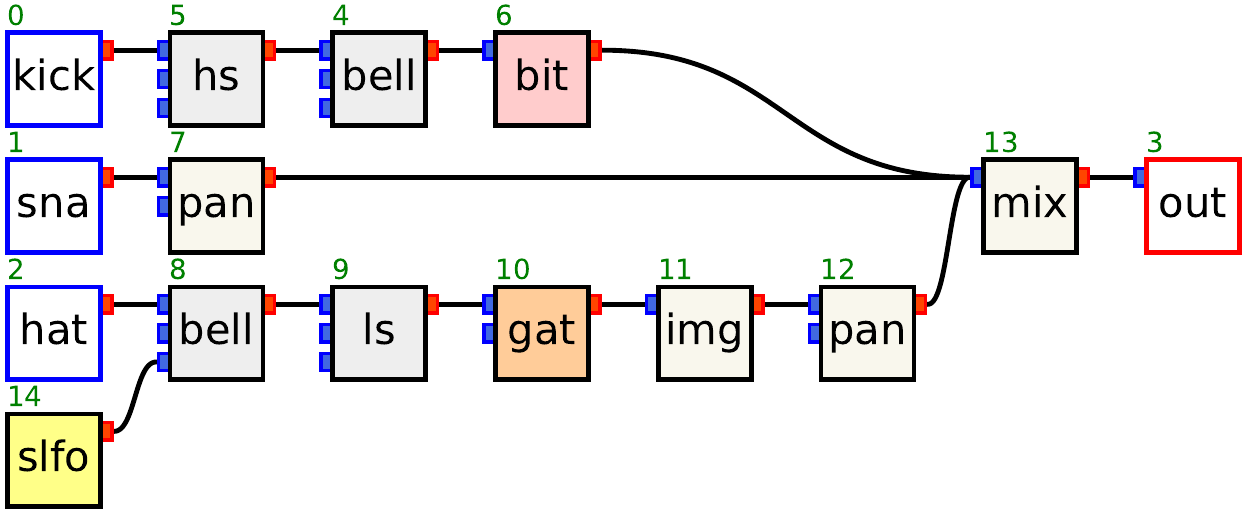 0 5 4 6
kick hs bell bit
1 7 13 3
sna pan mix out
2 8 9 10 11 12
hat bell ls gat img pan
14
slfo